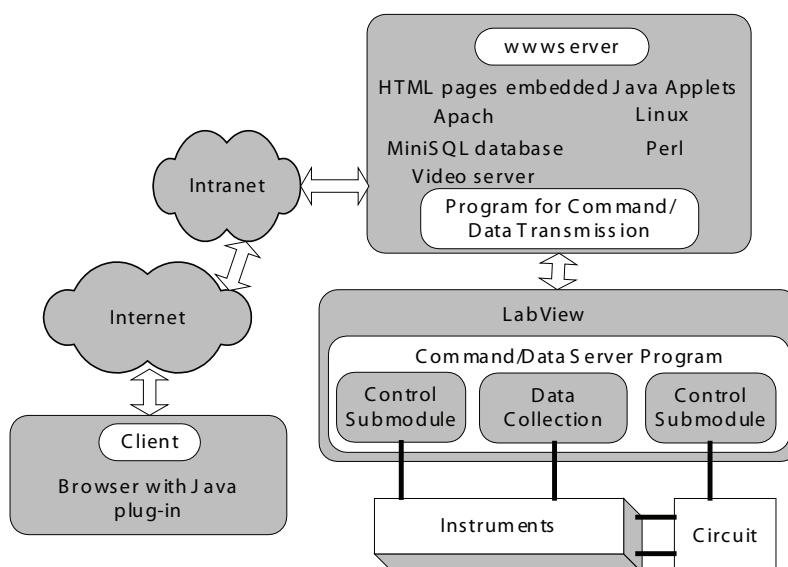 wwwserver
HTML pages embedded Java Applets
Apach Linux
MiniSQL database Perl
Video server
Program for Command/
Data Transmission
Intranet
Internet
LabView
Command/Data Server Program
Control
Submodule
Data
Collection
Control
Submodule
Client
Browser with Java
plug-in
Instruments
Circuit